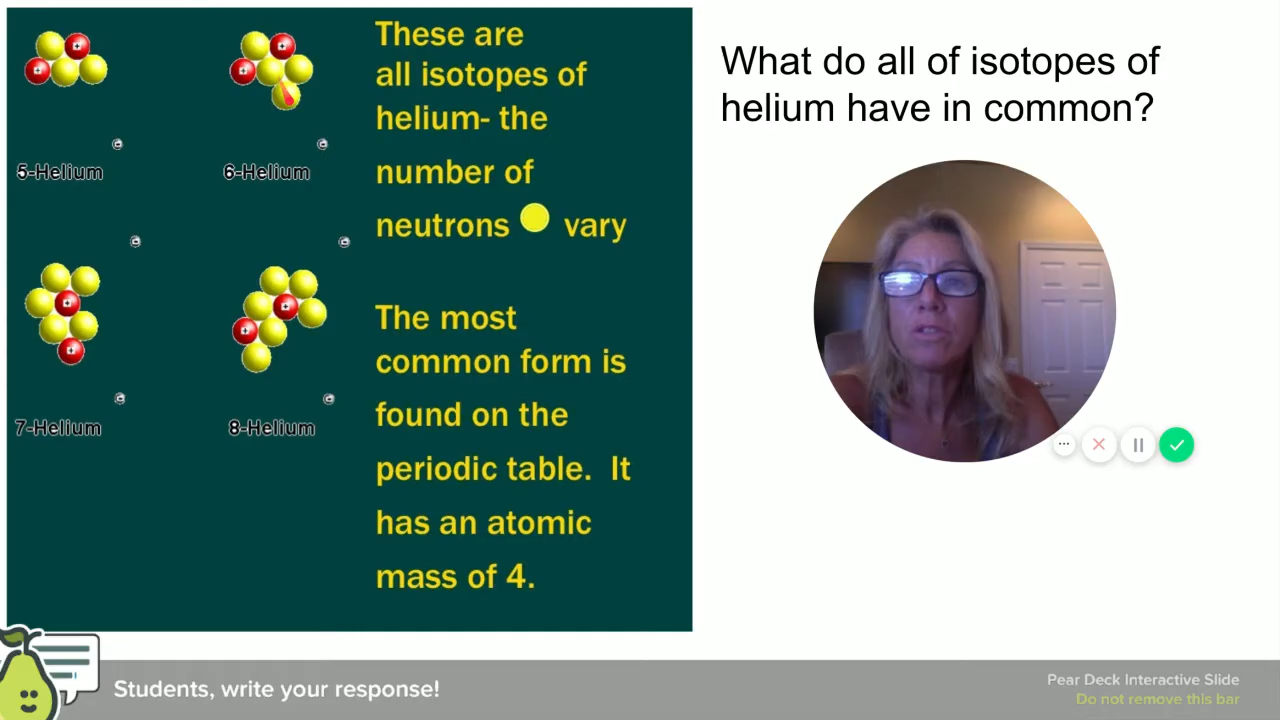 These are
all isotopes of
helium- the
number of
neutrons vary
The most
common form is
found on the
periodic table. It
has an atomic
mass of 4.
5-Helium
6-Helium
7-Helium
8-Helium
What do all of isotopes of
helium have in common?
Students, write your response!
Pear Deck Interactive Slide
Do not remove this bar